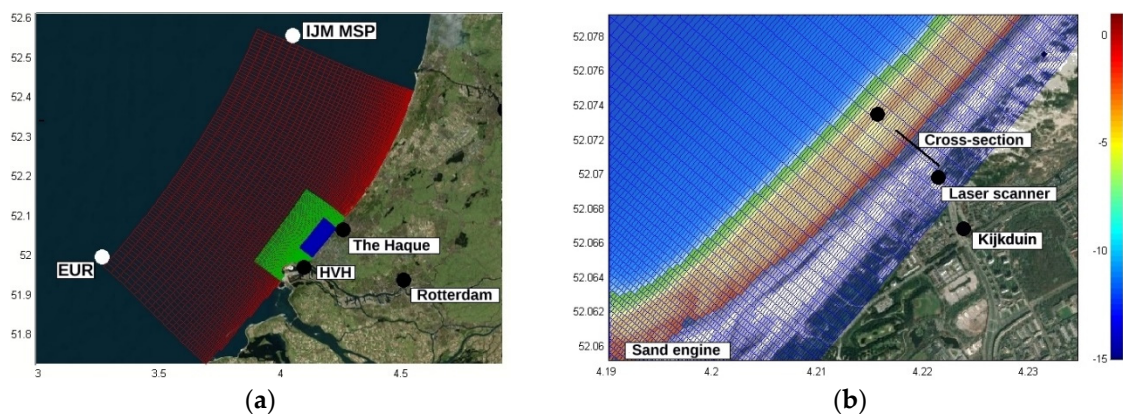 52.6
52.5
52.4
52.3
52.2
52.1
52
51.9
51.8
3
3.5
4
4.5
IJM MSP
EUR
The Haque
HVH
Rotterdam
(a)
52.078
52.076
52.074
52.072
52.07
52.068
52.066
52.064
52.062
52.06
4.19
4.2
4.21
4.22
4.23
Cross-section
Laser scanner
Kijkduin
Sand engine
0
-5
-10
-15
(b)